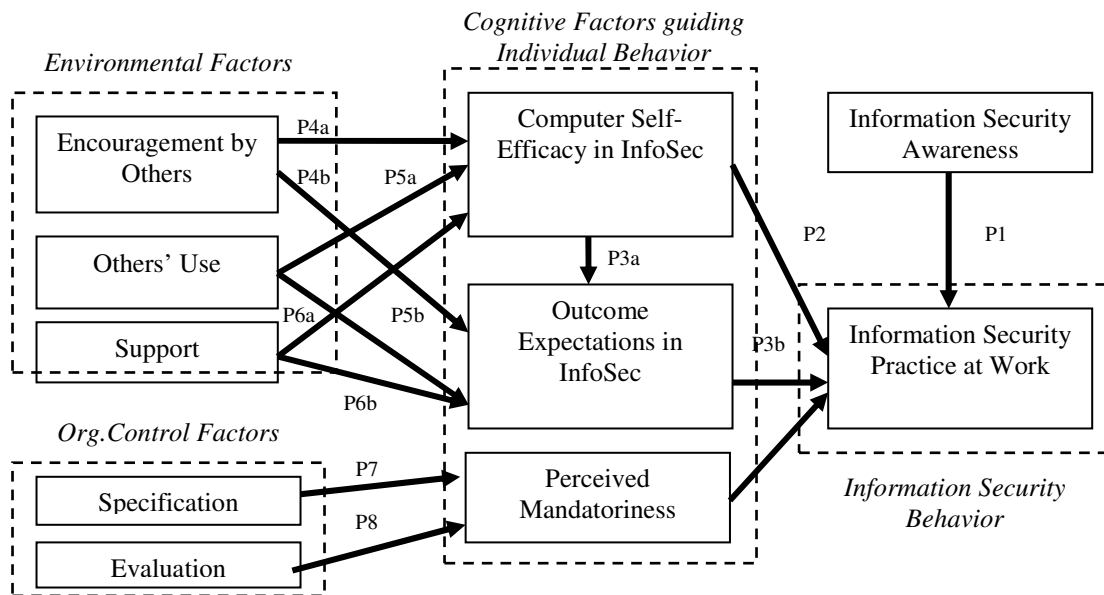 Cognitive Factors guiding
Individual Behavior
Environmental Factors
Encouragement by
Others
P4a
P4b
P5a
Computer Self-
Efficacy in InfoSec
Information Security
Awareness
P2
P1
Others' Use
P3a
P6a
P5b
Support
Outcome
Expectations in
InfoSec
P3b
Information Security
Practice at Work
P6b
Org.Control Factors
P7
Specification
P8
Evaluation
Perceived
Mandatoriness
Information Security
Behavior